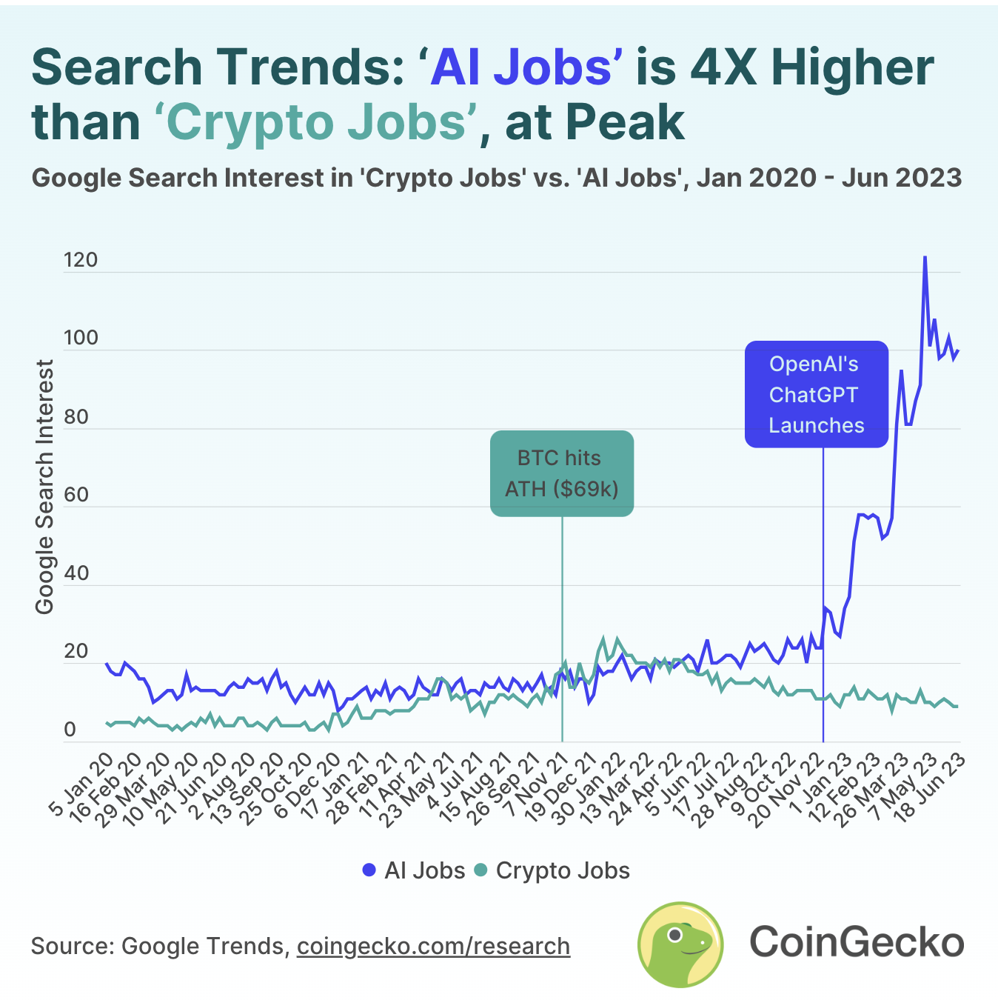 Search Trends: ‘AI Jobs’ is 4X Higher
than ‘Crypto Jobs’, at Peak
Google Search Interest in 'Crypto Jobs' vs. 'AI Jobs', Jan 2020 - Jun 2023
120
100
80
60
40
20
0
Google Search Interest
OpenAI's
ChatGPT
Launches
BTC hits
ATH ($69k)
5 Jan 20
16 Feb 20
29 Mar 20
10 May 20
21 Jun 20
2 Aug 20
13 Sep 20
25 Oct 20
6 Dec 20
17 Jan 21
28 Feb 21
11 Apr 21
23 May 21
4 Jul 21
15 Aug 21
26 Sep 21
7 Nov 21
19 Dec 21
30 Jan 22
13 Mar 22
24 Apr 22
5 Jun 22
17 Jul 22
28 Aug 22
9 Oct 22
20 Nov 22
1 Jan 23
12 Feb 23
26 Mar 23
7 May 23
18 Jun 23
AI Jobs
Crypto Jobs
Source: Google Trends, coingecko.com/research
CoinGecko